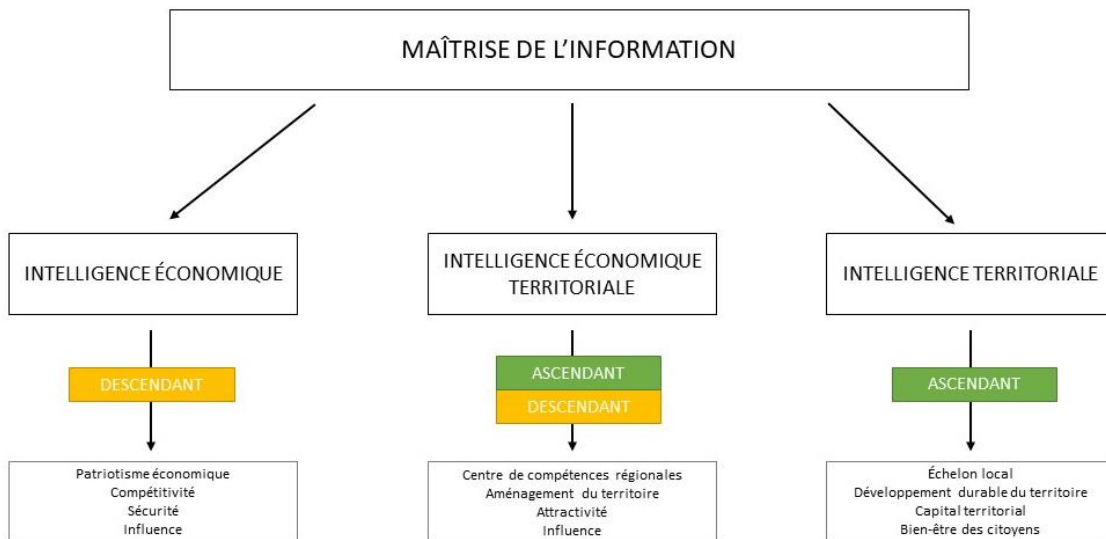 MAÎTRISE DE L’INFORMATION
INTELLIGENCE ÉCONOMIQUE
INTELLIGENCE ÉCONOMIQUE
TERRITORIALE
INTELLIGENCE TERRITORIALE
DESCENDANT
ASCENDANT
DESCENDANT
ASCENDANT
Patriotisme économique
Compétitivité
Sécurité
Influence
Centre de compétences régionales
Aménagement du territoire
Attractivité
Influence
Échelon local
Développement durable du territoire
Capital territorial
Bien-être des citoyens